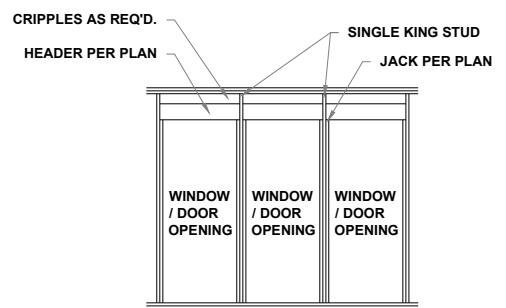 CRIPPLES AS REQ'D.
SINGLE KING STUD
HEADER PER PLAN
JACK PER PLAN
WINDOW
/ DOOR
OPENING
WINDOW
/ DOOR
OPENING
WINDOW
/ DOOR
OPENING